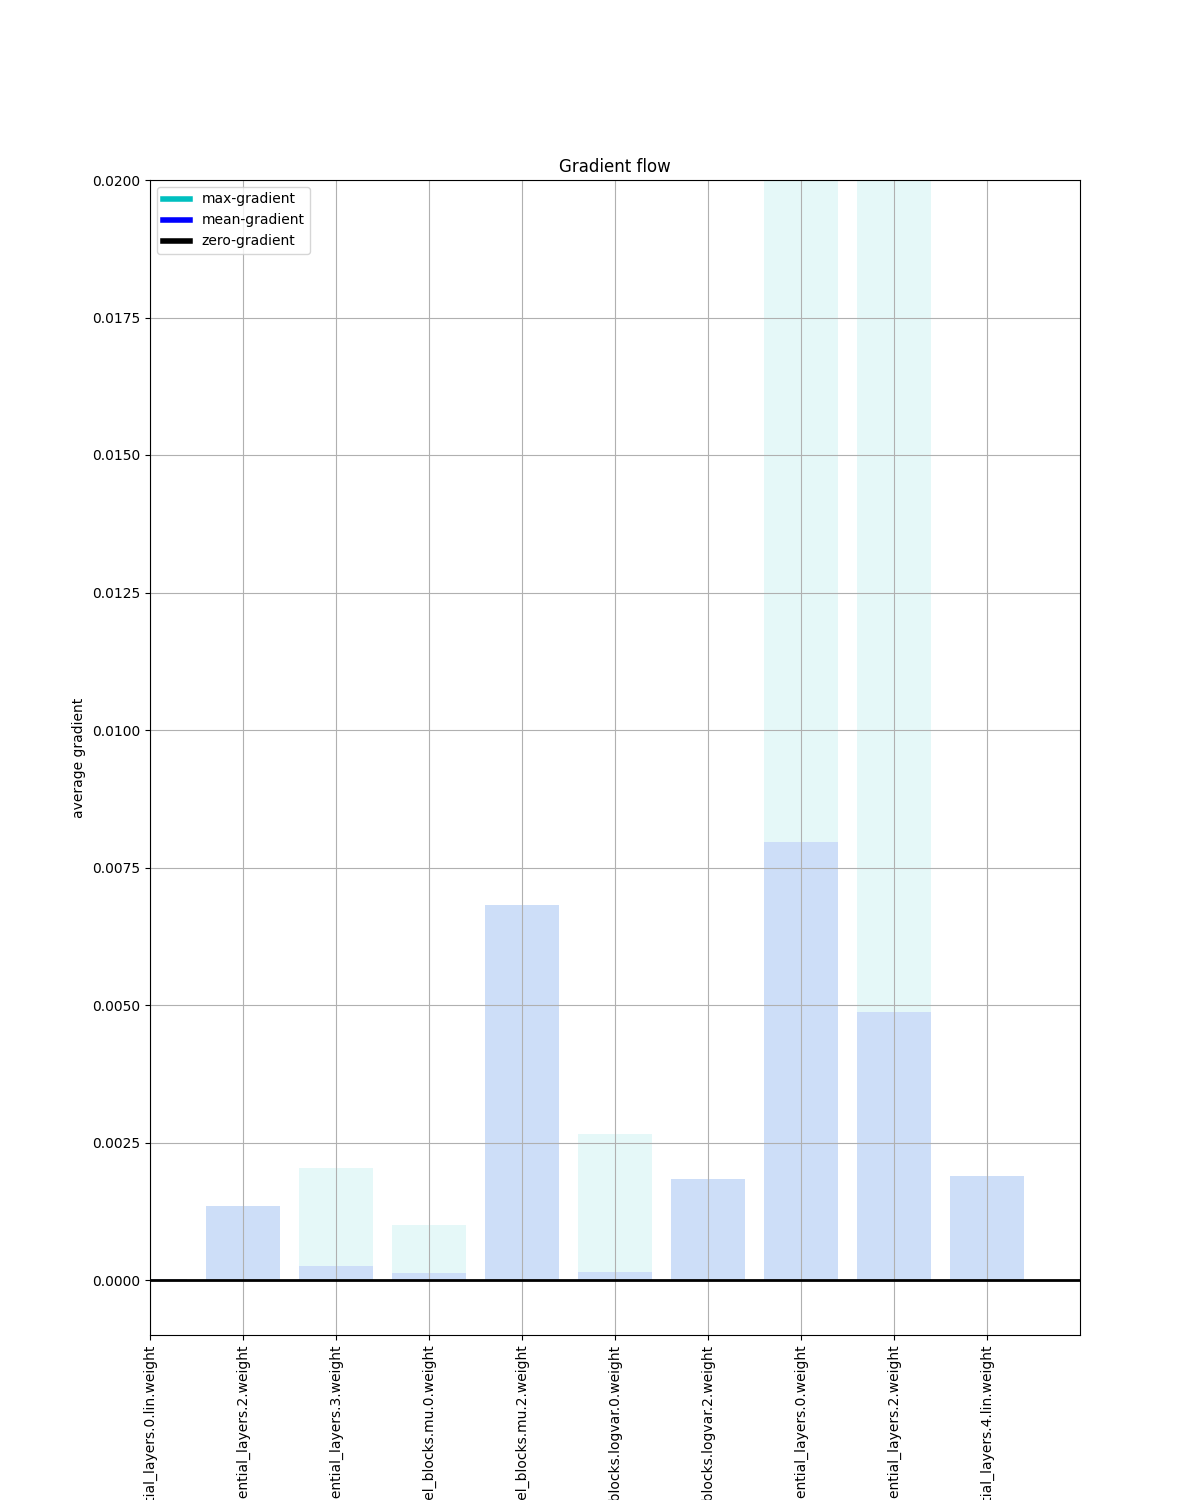 Gradient flow
max-gradient
mean-gradient
zero-gradient
0.0200
0.0175
0.0150
0.0125
0.0100
0.0075
0.0050
0.0025
0.0000
average gradient
tial_layers.0.lin.weight
ential_layers.2.weight
ential_layers.3.weight
el_blocks.mu.0.weight
el_blocks.mu.2.weight
blocks.logvar.0.weight
blocks.logvar.2.weight
ential_layers.0.weight
ential_layers.2.weight
tial_layers.4.lin.weight